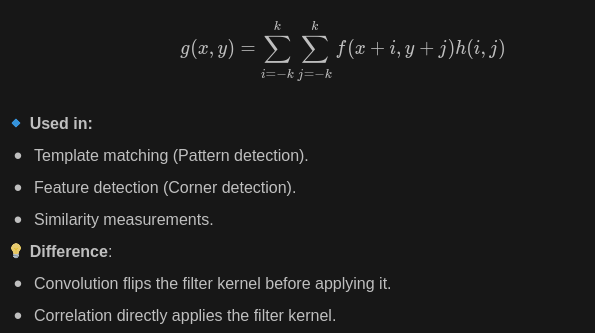 g(x, y) = \sum_{i=-k}^{k} \sum_{j=-k}^{k} f(x + i, y + j)h(i, j)
🔹 Used in:
• Template matching (Pattern detection).
• Feature detection (Corner detection).
• Similarity measurements.
💡 Difference:
• Convolution flips the filter kernel before applying it.
• Correlation directly applies the filter kernel.